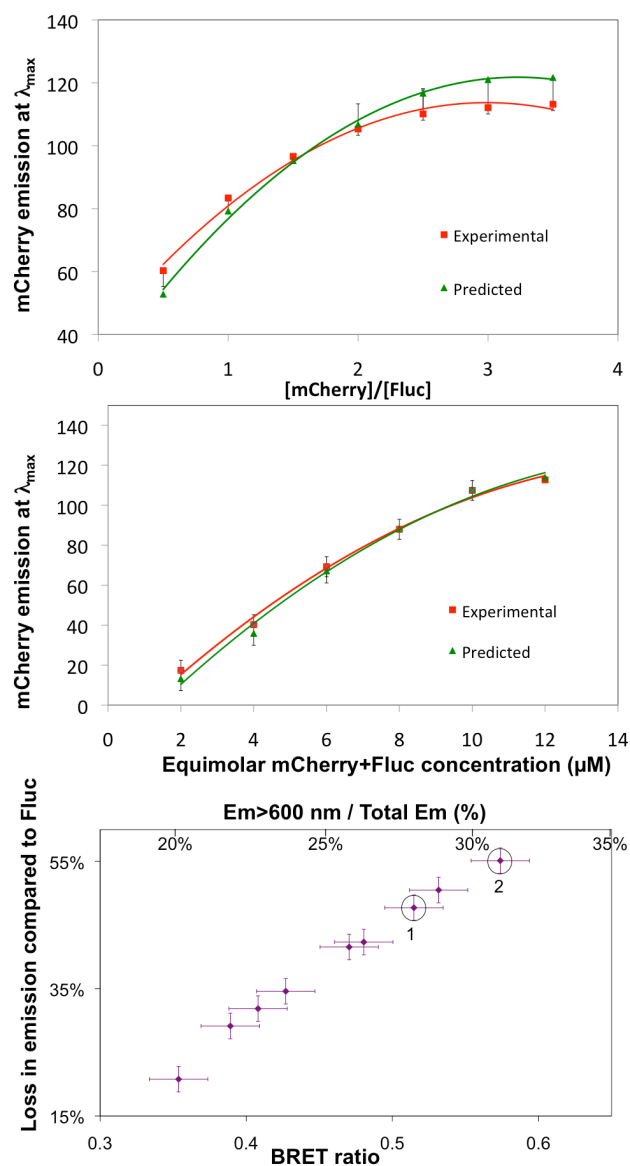 140
120
100
80
60
40
mCherry emission at λmax
Experimental
Predicted
0 1 2 3 4
[mCherry]/[Fluc]
140
120
100
80
60
40
20
0
mCherry emission at λmax
Experimental
Predicted
0 2 4 6 8 10 12 14
Equimolar mCherry+Fluc concentration (µM)
Em>600 nm / Total Em (%)
20% 25% 30% 35%
55%
35%
15%
Loss in emission compared to Fluc
2
1
0.3 0.4 0.5 0.6
BRET ratio